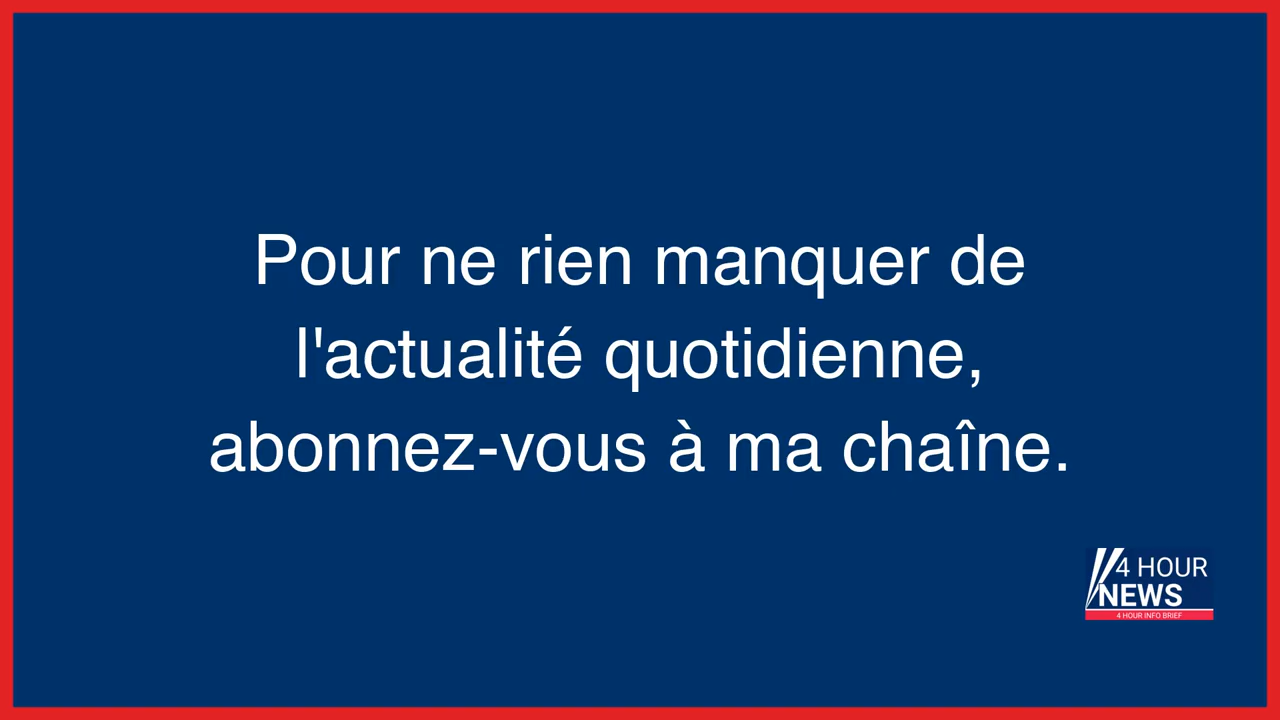 Pour ne rien manquer de
l'actualité quotidienne,
abonnez-vous à ma chaîne.
4 HOUR
NEWS
4 HOUR INFO BRIEF